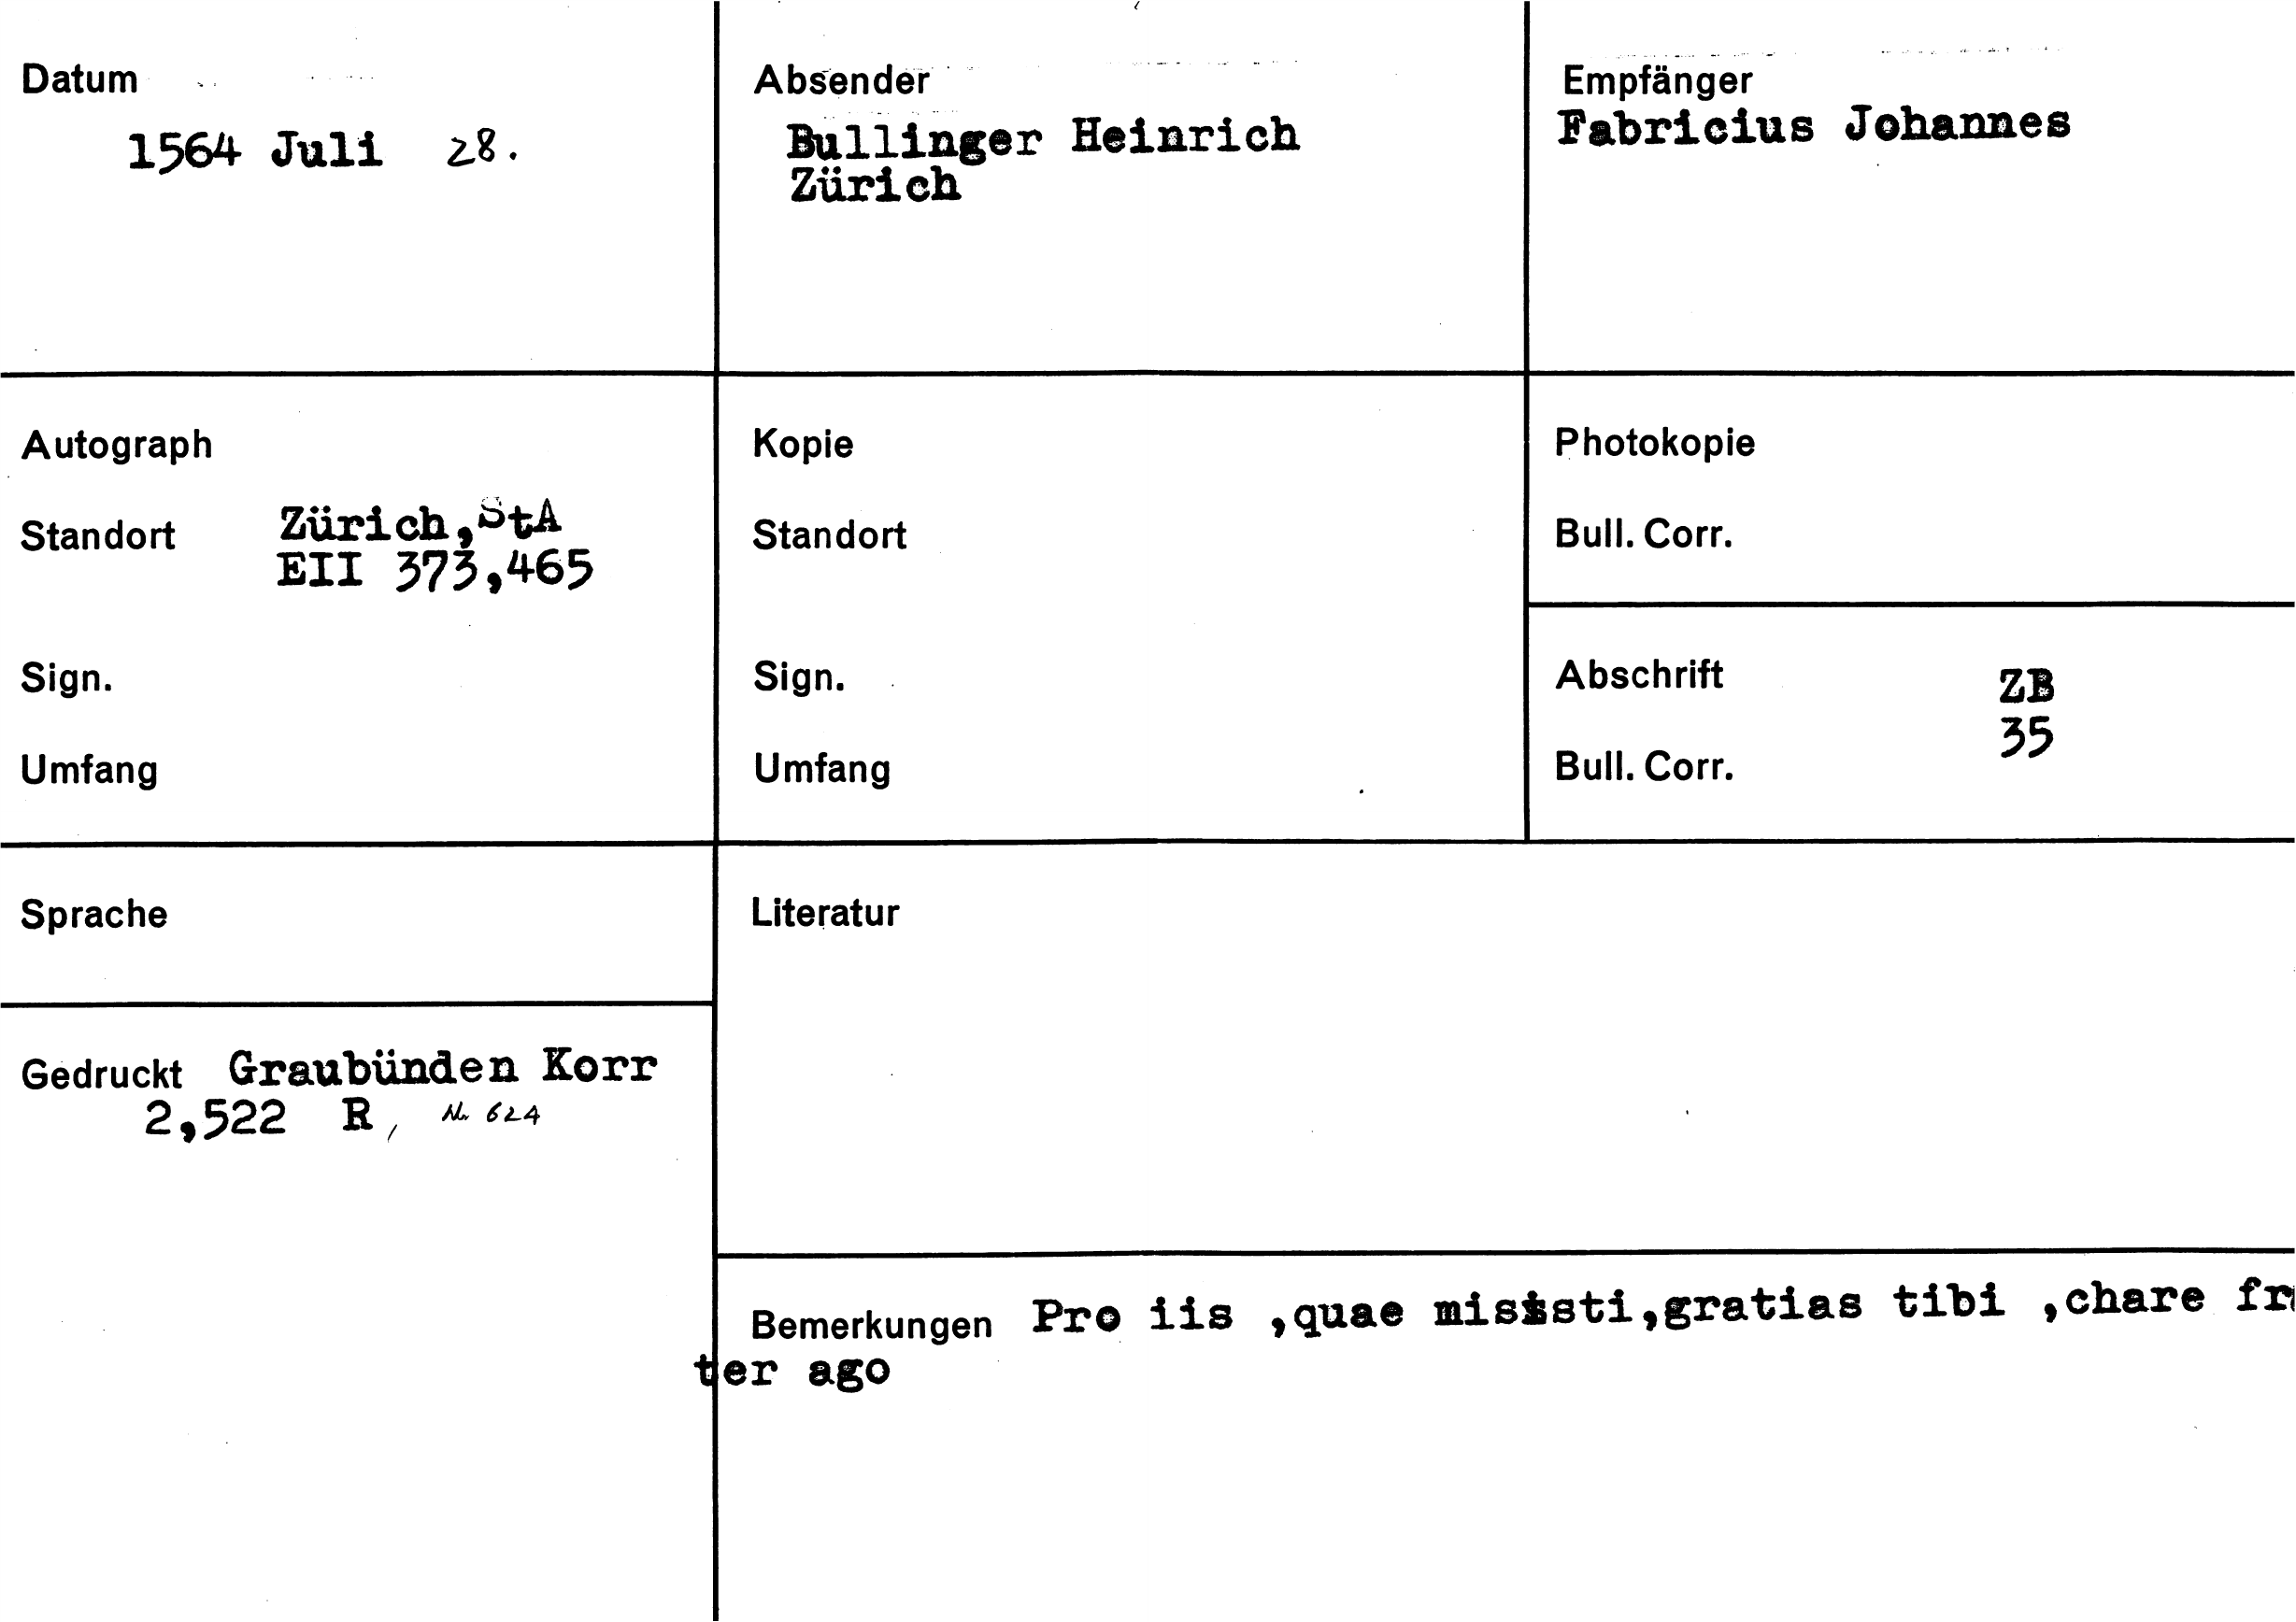 Datum
1564 Juli 28.
Absender
Bullinger Heinrich
Zürich
Empfänger
Fabricius Johannes
Autograph
Standort Zürich, StA
EII 373,465
Sign.
Umfang
Kopie
Standort
Sign.
Umfang
Photokopie
Bull. Corr.
Abschrift ZB
35
Bull. Corr.
Sprache
Gedruckt Graubünden Korr
2,522 R, Nr 624
Literatur
Bemerkungen Pro iis ,quae misisti,gratias tibi ,chare fr
ter ago